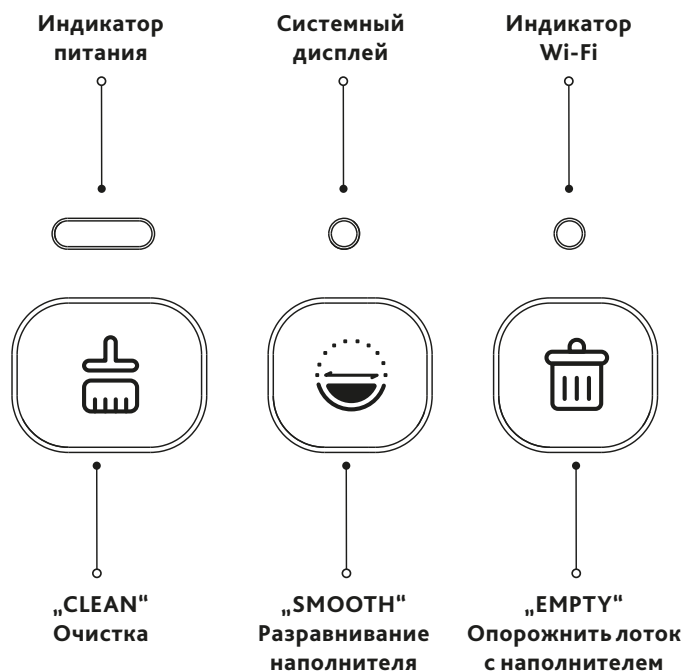 Индикатор
питания
Системный
дисплей
Индикатор
Wi-Fi
„CLEAN“
Очистка
„SMOOTH“
Разравнивание
наполнителя
„EMPTY“
Опорожнить лоток
с наполнителем